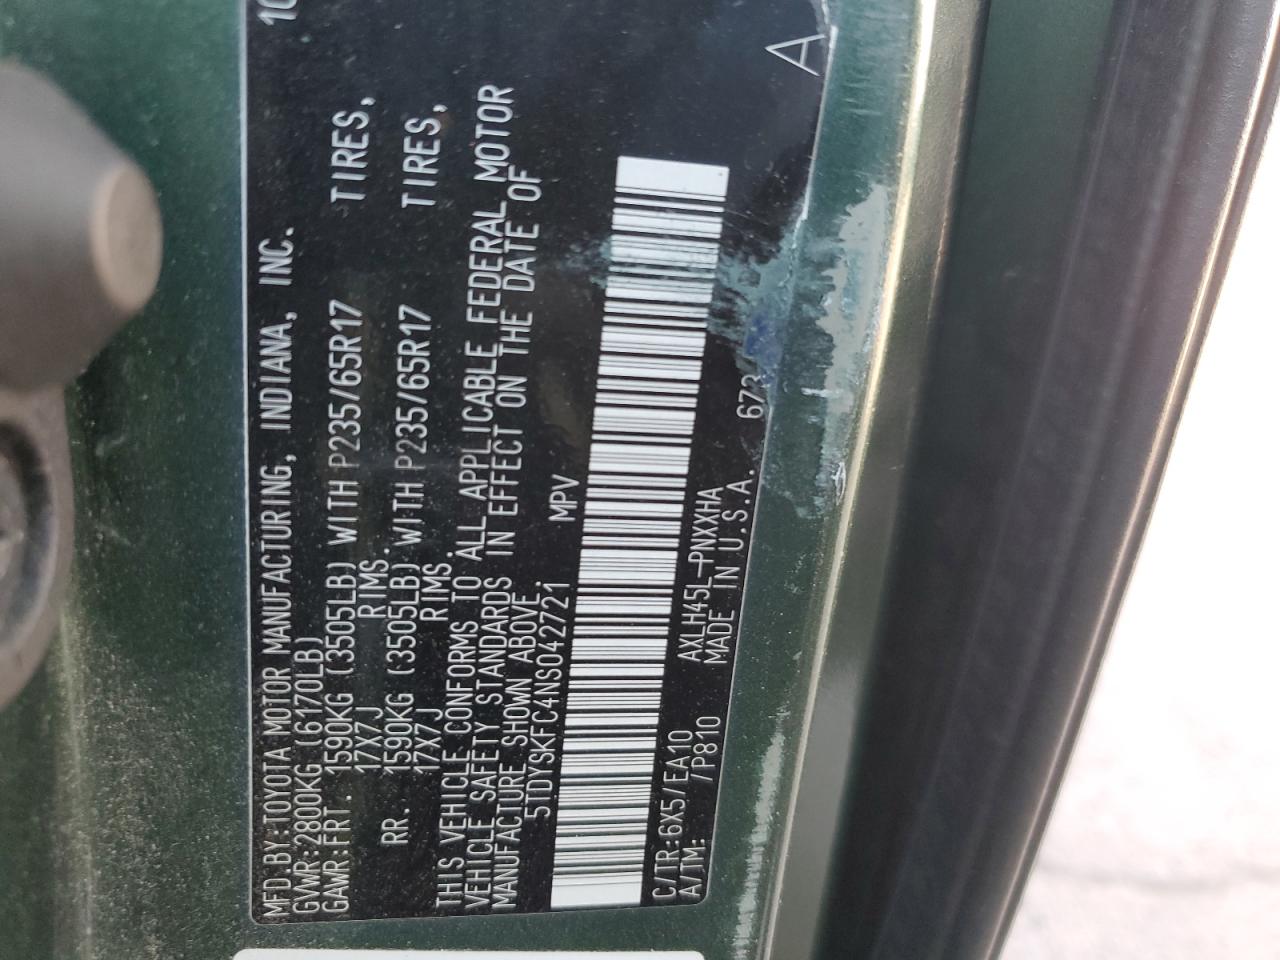 MFD.BY:TOYOTA MOTOR MANUFACTURING, INDIANA, INC. 10
GVWR:2800KG (6170LB)
GAWR:FRT. 1590KG (3505LB) WITH P235/65R17 TIRES,
17X7J RIMS.
RR. 1590KG (3505LB) WITH P235/65R17 TIRES,
17X7J RIMS.
THIS VEHICLE CONFORMS TO ALL APPLICABLE FEDERAL MOTOR
VEHICLE SAFETY STANDARDS IN EFFECT ON THE DATE OF
MANUFACTURE SHOWN ABOVE.
5TDYSKFC4NS042721 MPV
C/TR:6X5/EA10 AXLH45L-PNXXHA
A/TM: /P810 MADE IN U.S.A. 673
A